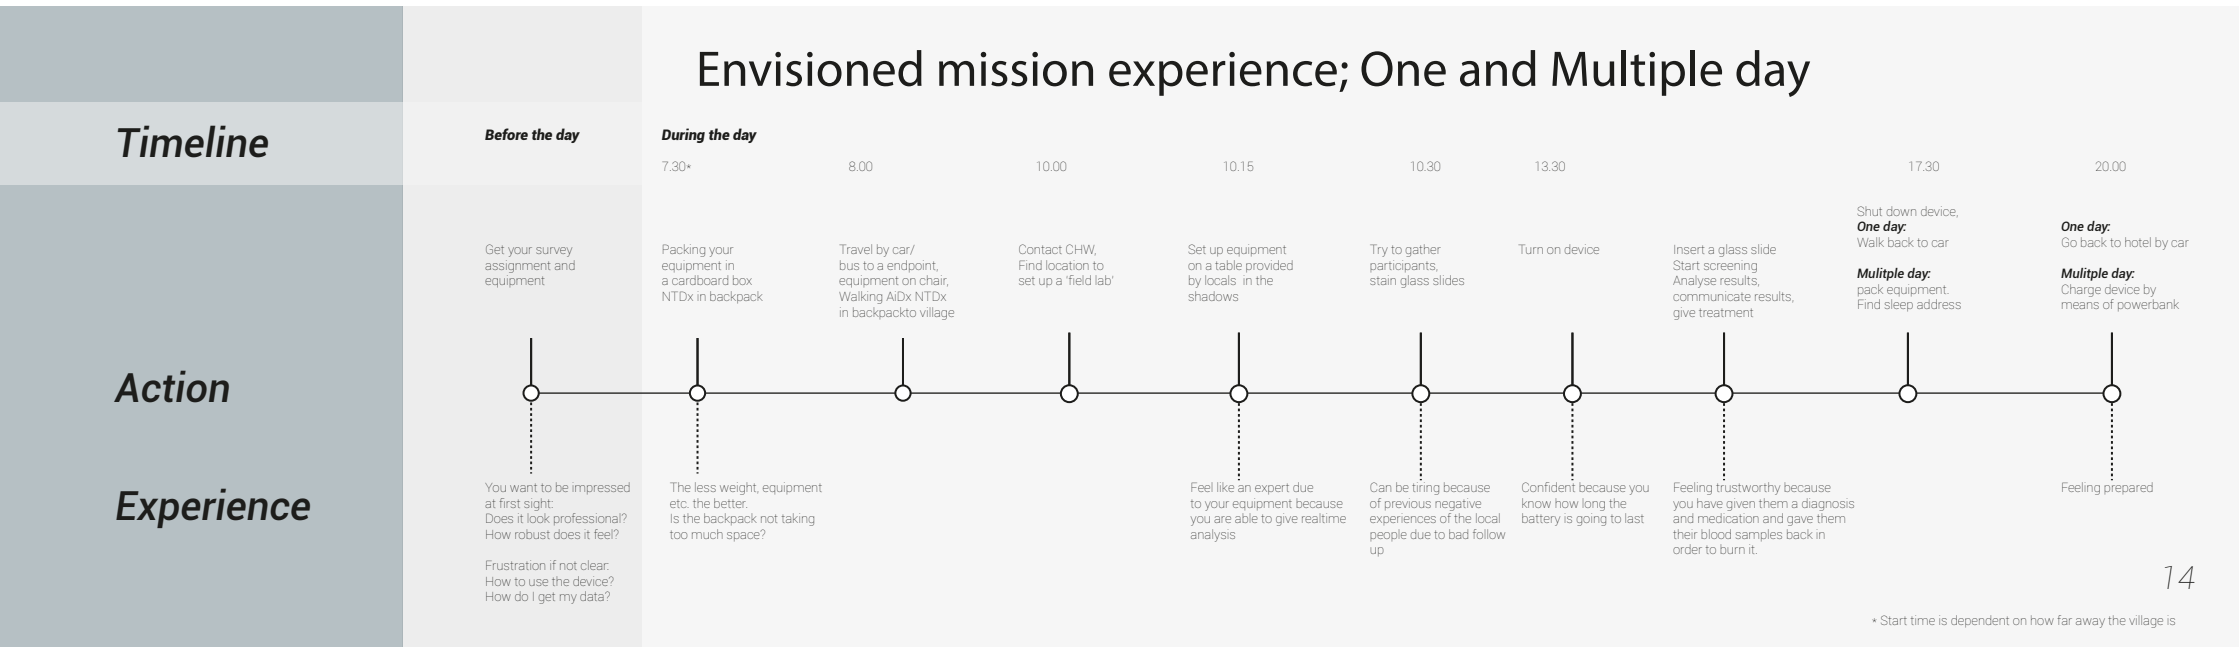 Envisioned mission experience; One and Multiple day
Timeline
Before the day
During the day
7.30*
8.00
10.00
10.15
10.30
13.30
17.30
20.00
Action
Get your survey
assignment and
equipment
Packing your
equipment in
a cardboard box
NTDx in backpack
Travel by car/
bus to a endpoint,
equipment on chair,
Walking AiDx NTDx
in backpackto village
Contact CHW,
Find location to
set up a 'field lab'
Set up equipment
on a table provided
by locals in the
shadows
Try to gather
participants,
stain glass slides
Turn on device
Insert a glass slide
Start screening
Analyse results,
communicate results,
give treatment
Shut down device,
One day:
Walk back to car
Mulitple day:
pack equipment.
Find sleep address
One day:
Go back to hotel by car
Mulitple day:
Charge device by
means of powerbank
Experience
You want to be impressed
at first sight:
Does it look professional?
How robust does it feel?
Frustration if not clear:
How to use the device?
How do I get my data?
The less weight, equipment
etc. the better.
Is the backpack not taking
too much space?
Feel like an expert due
to your equipment because
you are able to give realtime
analysis
Can be tiring because
of previous negative
experiences of the local
people due to bad follow
up
Confident because you
know how long the
battery is going to last
Feeling trustworthy because
you have given them a diagnosis
and medication and gave them
their blood samples back in
order to burn it.
Feeling prepared
14
* Start time is dependent on how far away the village is